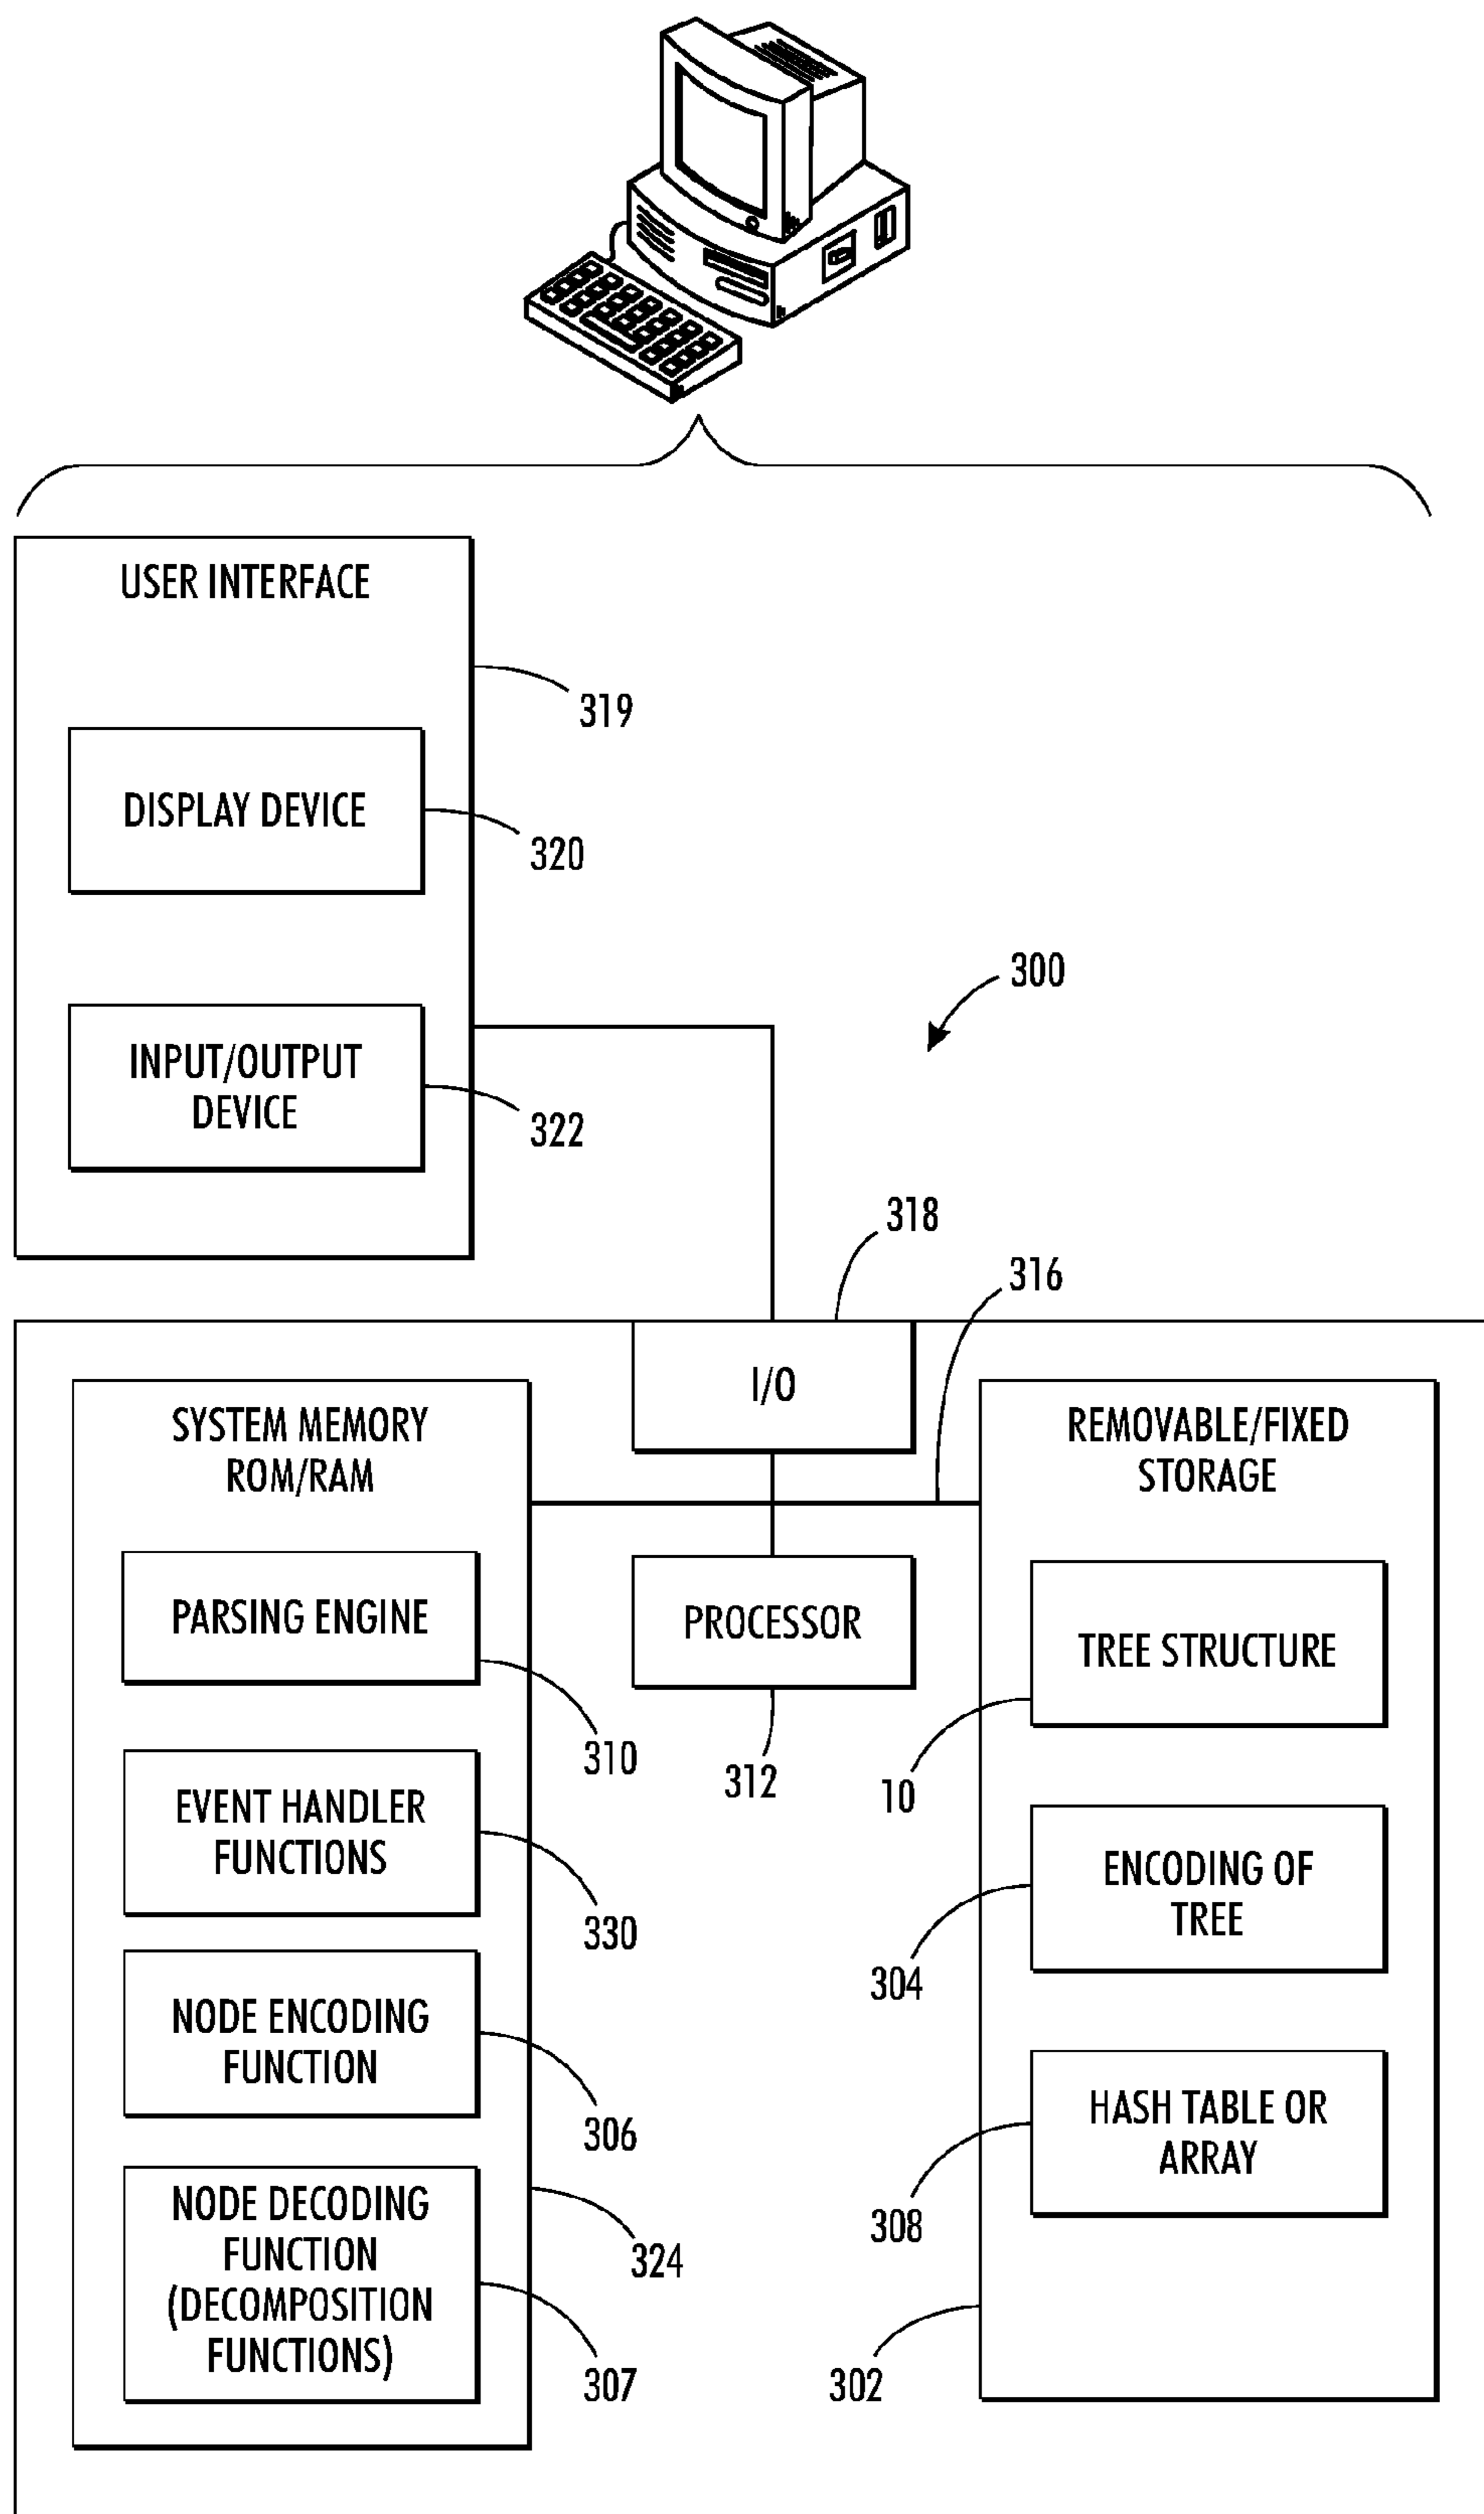 USER INTERFACE
319
DISPLAY DEVICE
320
300
INPUT/OUTPUT
DEVICE
322
318
316
I/O
SYSTEM MEMORY
ROM/RAM
REMOVABLE/FIXED
STORAGE
PARSING ENGINE
310
PROCESSOR
312
TREE STRUCTURE
10
EVENT HANDLER
FUNCTIONS
330
ENCODING OF
TREE
304
NODE ENCODING
FUNCTION
306
HASH TABLE OR
ARRAY
308
NODE DECODING
FUNCTION
(DECOMPOSITION
FUNCTIONS)
324
307
302